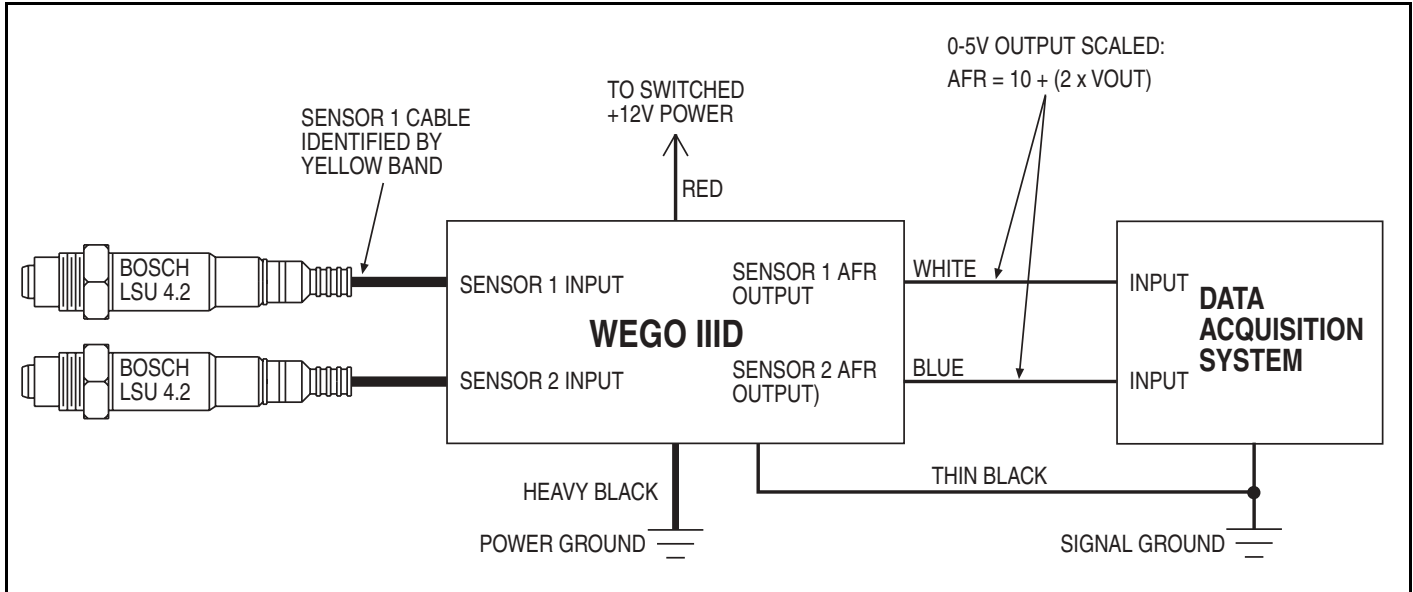 0-5V OUTPUT SCALED:
AFR = 10 + (2 x VOUT)
TO SWITCHED
+12V POWER
SENSOR 1 CABLE
IDENTIFIED BY
YELLOW BAND
RED
BOSCH
LSU 4.2
SENSOR 1 INPUT
SENSOR 1 AFR
OUTPUT
WHITE
INPUT
DATA
ACQUISITION
SYSTEM
WEGO IIID
BOSCH
LSU 4.2
SENSOR 2 INPUT
SENSOR 2 AFR
OUTPUT)
BLUE
INPUT
HEAVY BLACK
THIN BLACK
POWER GROUND
SIGNAL GROUND